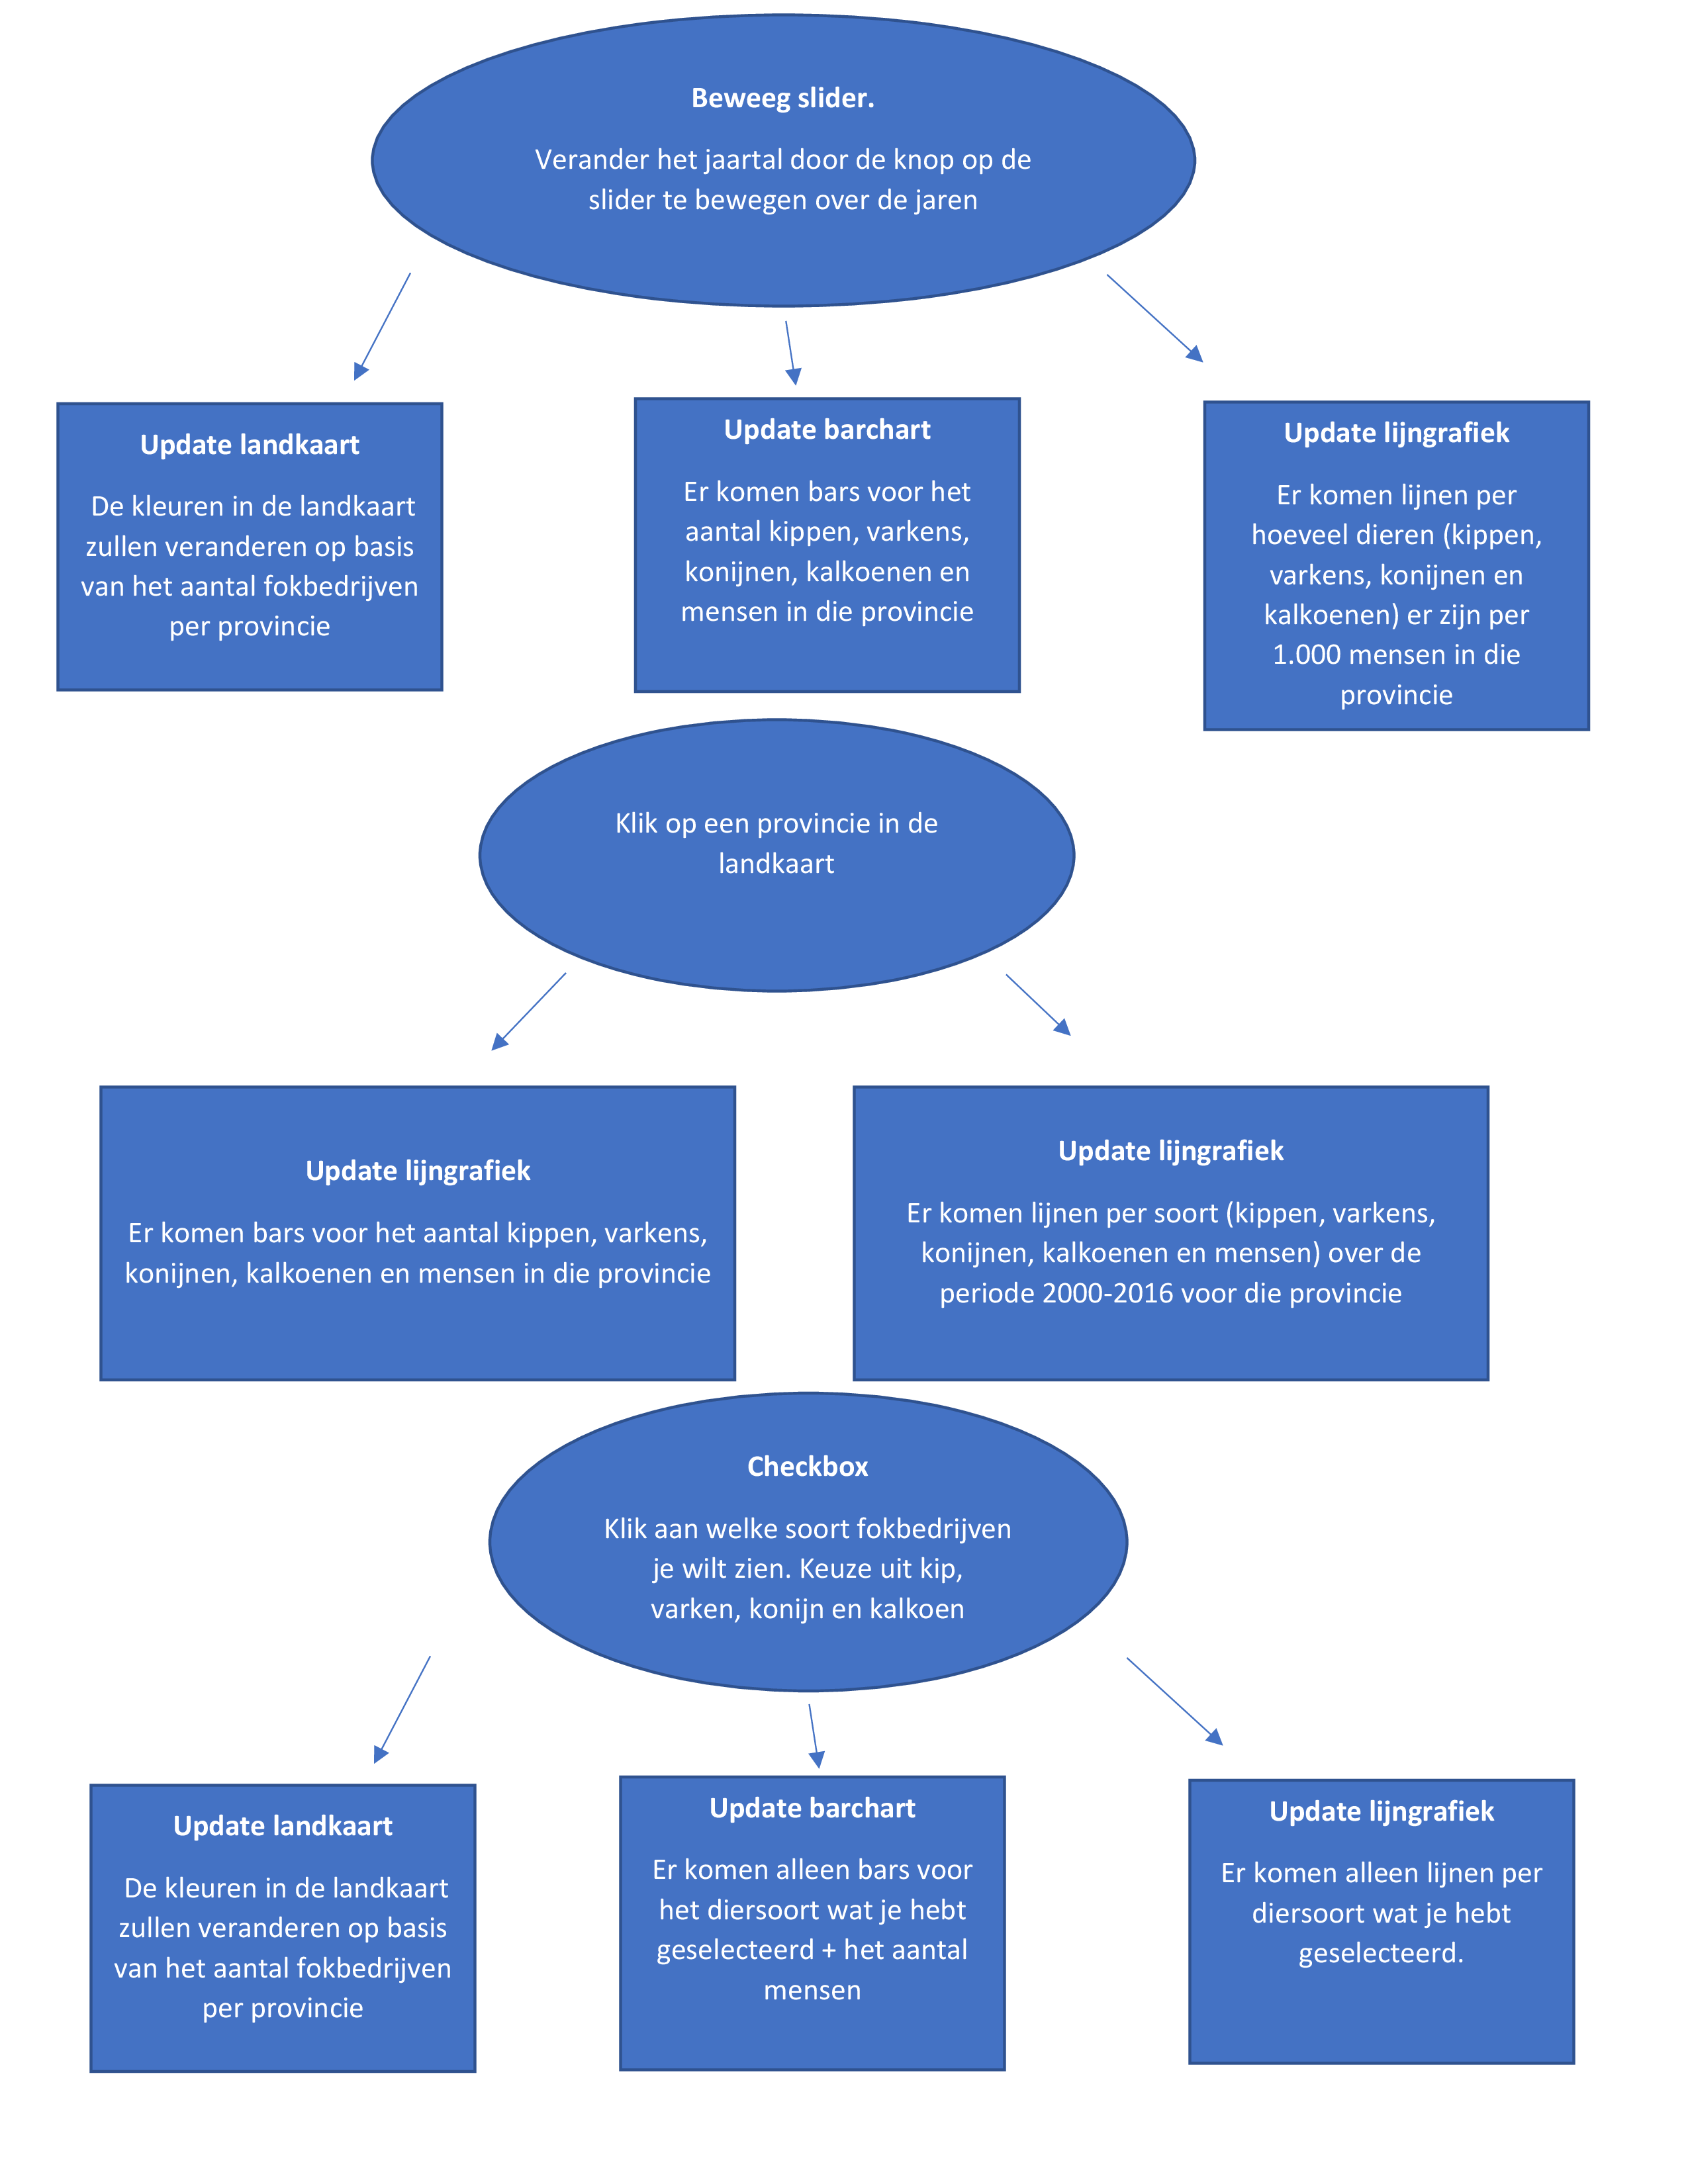 Beweeg slider.
Verander het jaartal door de knop op de
slider te bewegen over de jaren
Update landkaart
De kleuren in de landkaart
zullen veranderen op basis
van het aantal fokbedrijven
per provincie
Update barchart
Er komen bars voor het
aantal kippen, varkens,
konijnen, kalkoenen en
mensen in die provincie
Update lijngrafiek
Er komen lijnen per
hoeveel dieren (kippen,
varkens, konijnen en
kalkoenen) er zijn per
1.000 mensen in die
provincie
Klik op een provincie in de
landkaart
Update lijngrafiek
Er komen bars voor het aantal kippen, varkens,
konijnen, kalkoenen en mensen in die provincie
Update lijngrafiek
Er komen lijnen per soort (kippen, varkens,
konijnen, kalkoenen en mensen) over de
periode 2000-2016 voor die provincie
Checkbox
Klik aan welke soort fokbedrijven
je wilt zien. Keuze uit kip,
varken, konijn en kalkoen
Update landkaart
De kleuren in de landkaart
zullen veranderen op basis
van het aantal fokbedrijven
per provincie
Update barchart
Er komen alleen bars voor
het diersoort wat je hebt
geselecteerd + het aantal
mensen
Update lijngrafiek
Er komen alleen lijnen per
diersoort wat je hebt
geselecteerd.